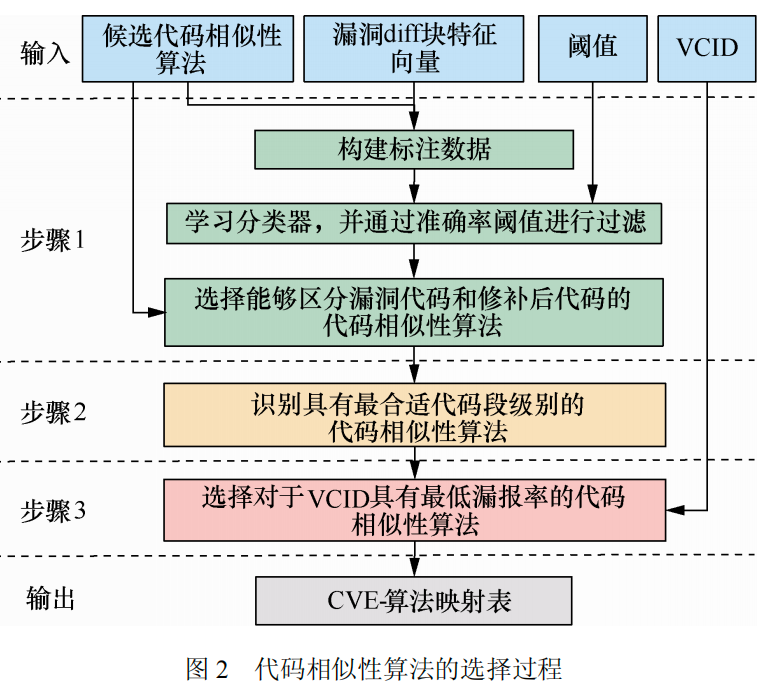 输入
候选代码相似性
算法
漏洞diff块特征
向量
阈值
VCID
步骤1
构建标注数据
学习分类器，并通过准确率阈值进行过滤
选择能够区分漏洞代码和修补后代码的
代码相似性算法
步骤2
识别具有最合适代码段级别的
代码相似性算法
步骤3
选择对于VCID具有最低漏报率的代码
相似性算法
输出
CVE-算法映射表
图 2 代码相似性算法的选择过程